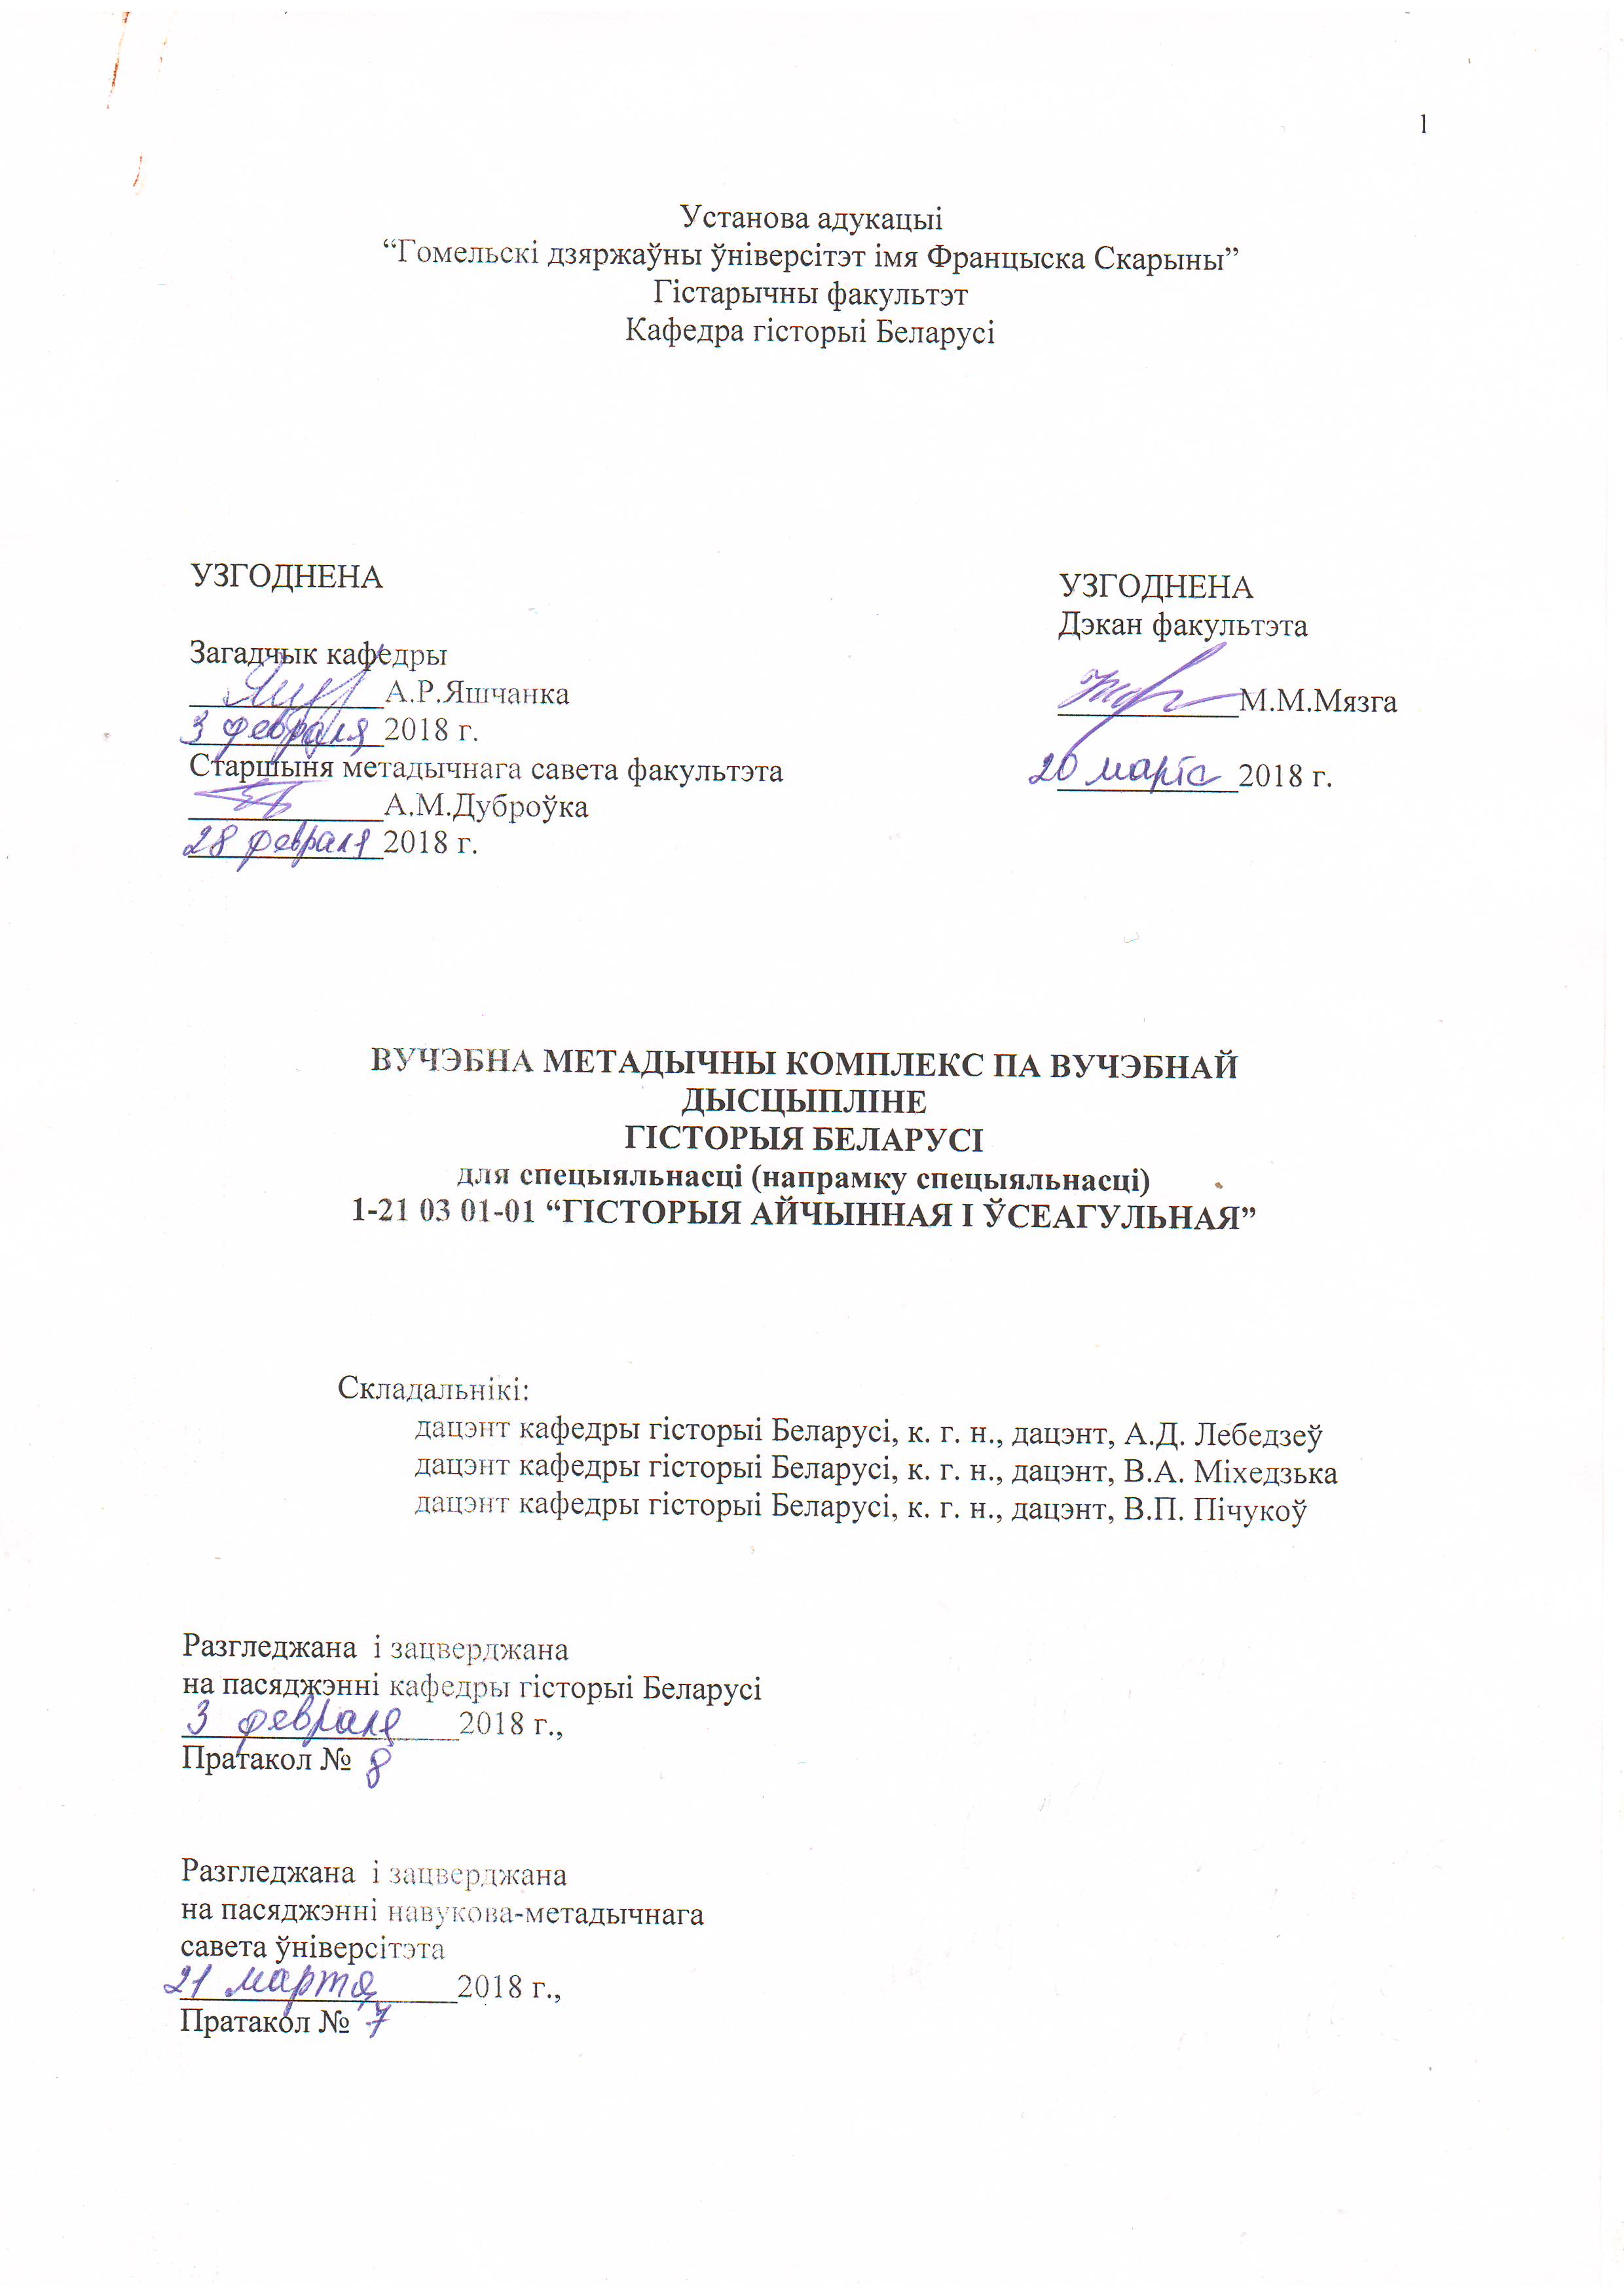 1
Установа адукацыі
“Гомельскі дзяржаўны ўніверсітэт імя Францыска Скарыны”
Гістарычны факультэт
Кафедра гісторыі Беларусі
УЗГОДНЕНА
Загадчык кафедры
А.Р.Яшчанка
3 февраля 2018 г.
Старшыня метадычнага савета факультэта
А.М.Дуброўка
28 февраля 2018 г.
УЗГОДНЕНА
Дэкан факультэта
М.М.Мязга
20 марта 2018 г.
ВУЧЭБНА МЕТАДЫЧНЫ КОМПЛЕКС ПА ВУЧЭБНАЙ
ДЫСЦЫПЛІНЕ
ГІСТОРЫЯ БЕЛАРУСІ
для спецыяльнасці (напрамку спецыяльнасці)
1-21 03 01-01 “ГІСТОРЫЯ АЙЧЫННАЯ І ЎСЕАГУЛЬНАЯ”
Складальнікі:
дацэнт кафедры гісторыі Беларусі, к. г. н., дацэнт, А.Д. Лебедзеў
дацэнт кафедры гісторыі Беларусі, к. г. н., дацэнт, В.А. Міхедзька
дацэнт кафедры гісторыі Беларусі, к. г. н., дацэнт, В.П. Пічукоў
Разгледжана і зацверджана
на пасяджэнні кафедры гісторыі Беларусі
3 февраля 2018 г.,
Пратакол № 8
Разгледжана і зацверджана
на пасяджэнні навукова-метадычнага
савета ўніверсітэта
21 марта 2018 г.,
Пратакол № 7